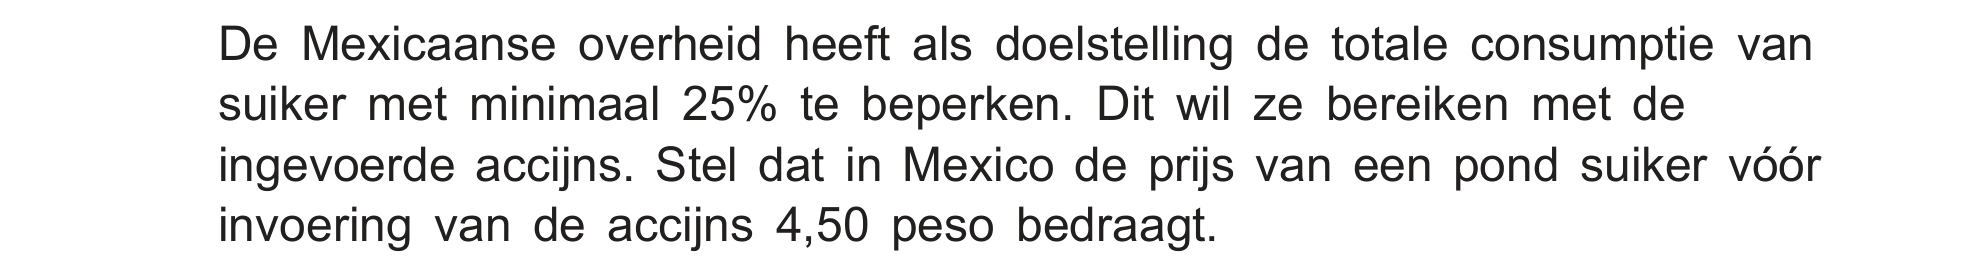 De Mexicaanse overheid heeft als doelstelling de totale consumptie van
suiker met minimaal 25% te beperken. Dit wil ze bereiken met de
ingevoerde accijns. Stel dat in Mexico de prijs van een pond suiker vóór
invoering van de accijns 4,50 peso bedraagt.